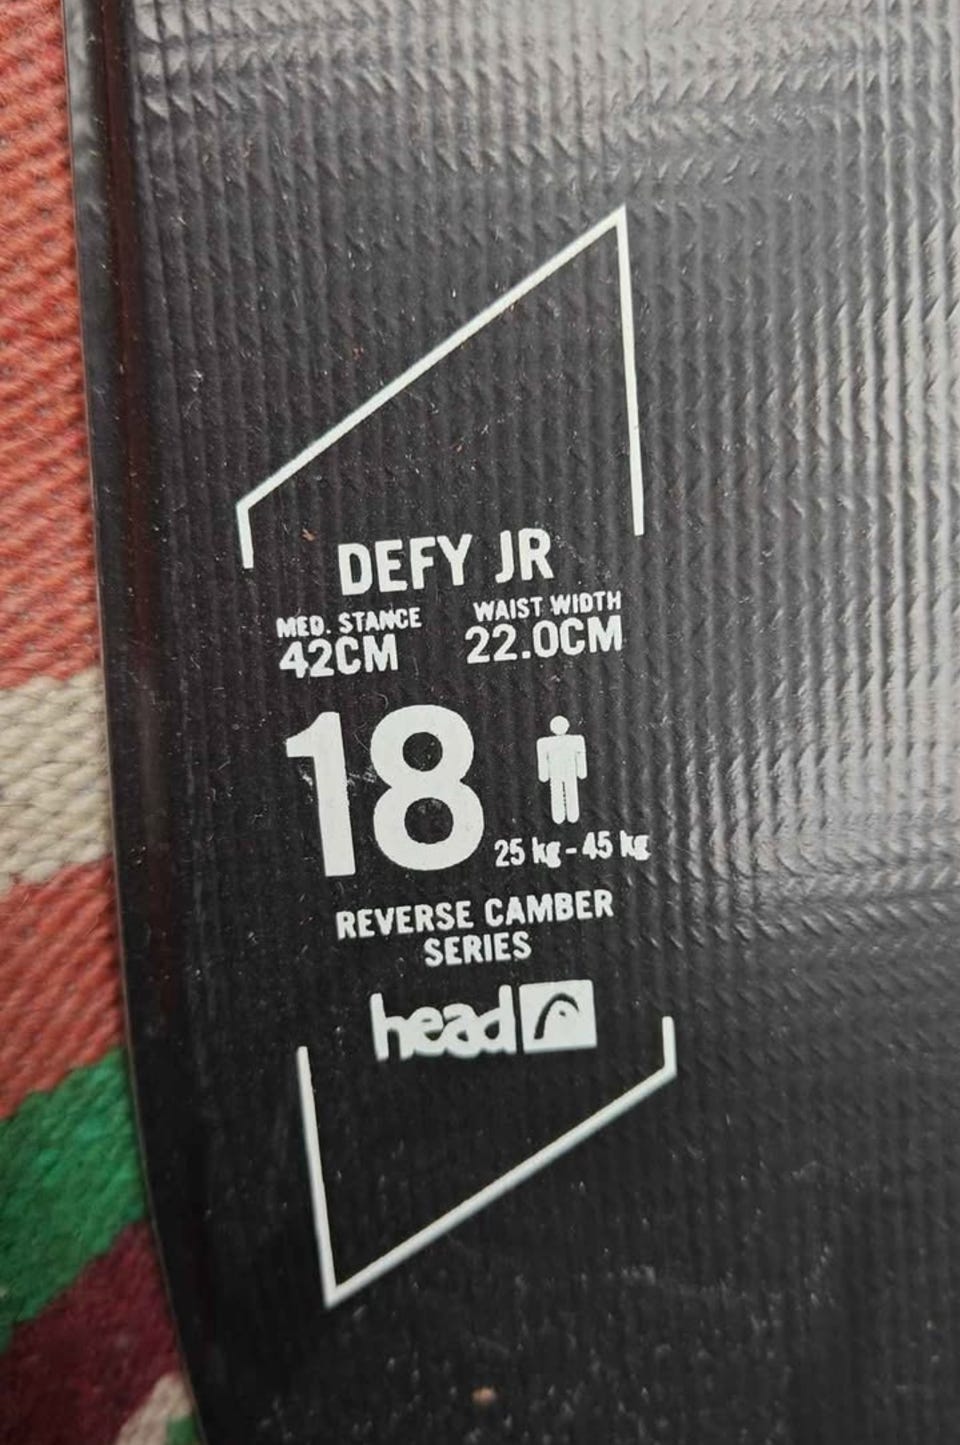 DEFY JR
MED. STANCE WAIST WIDTH
42CM 22.0CM
18
25 kg - 45 kg
REVERSE CAMBER
SERIES
head